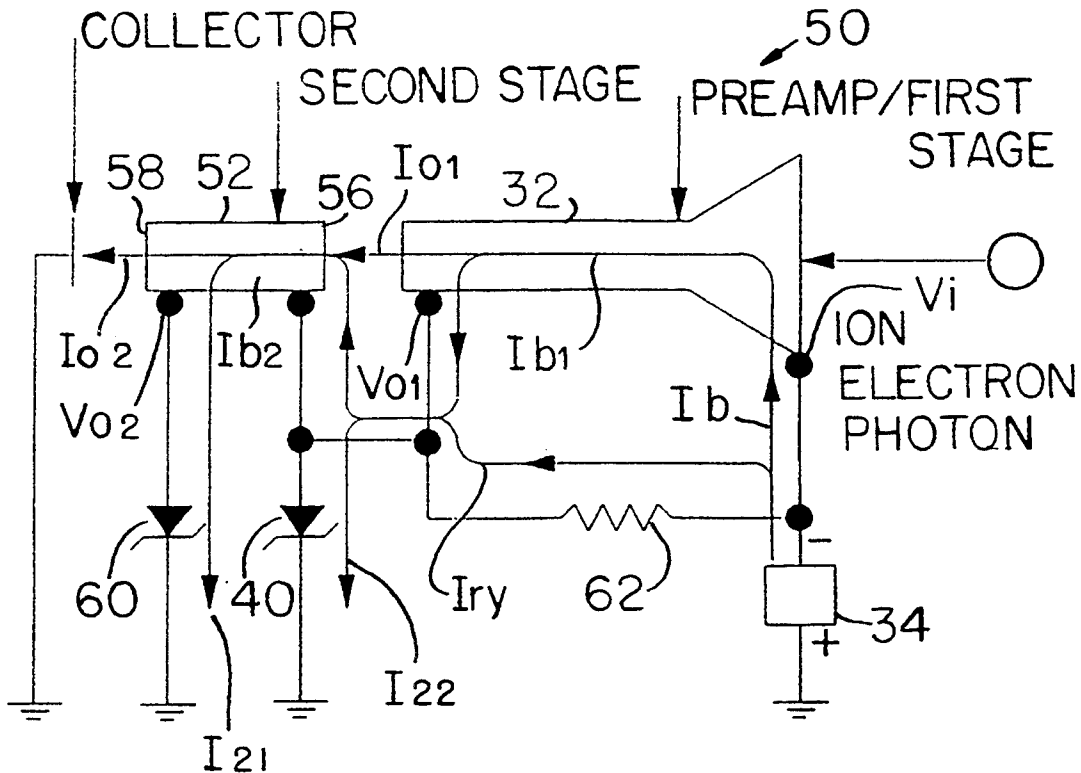 COLLECTOR
50
SECOND STAGE
PREAMP/FIRST
STAGE
58
52
56
Io1
32
Vi
Io2
Ib2
Vo1
Ib1
ION
Vo2
Ib
ELECTRON
PHOTON
-
60
40
Iry
62
34
+
I22
I21